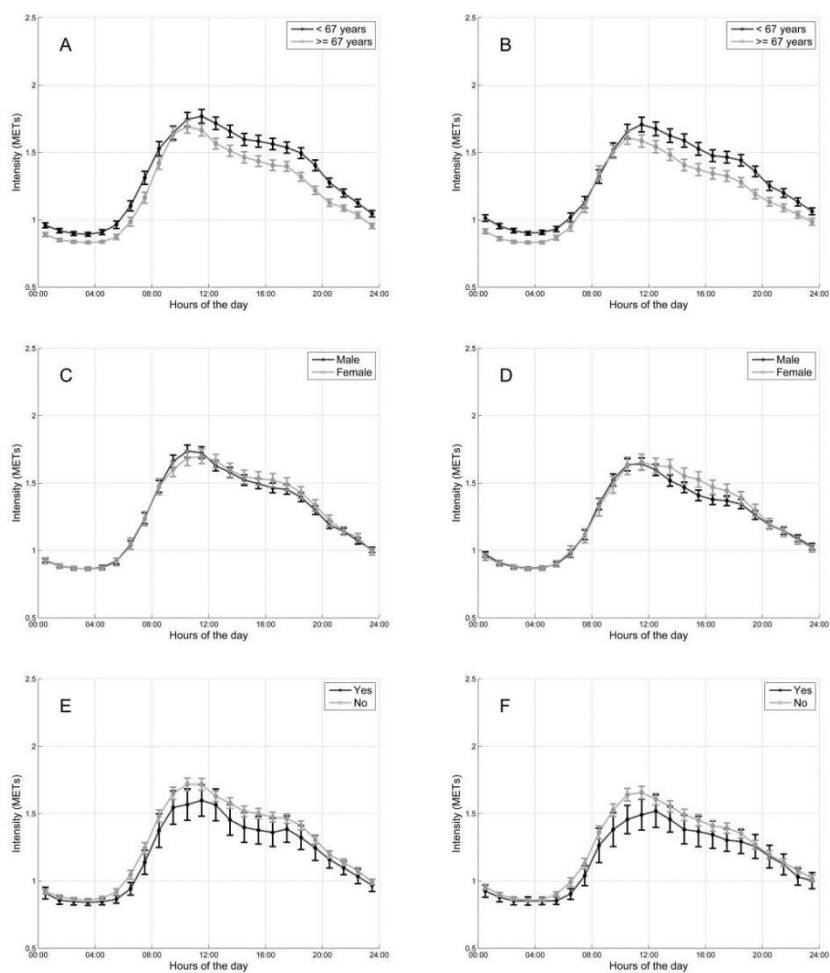 A
< 67 years
>= 67 years
2.5
2
1.5
1
0.5
Intensity (METs)
00:00 04:00 08:00 12:00 16:00 20:00 24:00
Hours of the day
B
< 67 years
>= 67 years
2.5
2
1.5
1
0.5
Intensity (METs)
00:00 04:00 08:00 12:00 16:00 20:00 24:00
Hours of the day
C
Male
Female
2.5
2
1.5
1
0.5
Intensity (METs)
00:00 04:00 08:00 12:00 16:00 20:00 24:00
Hours of the day
D
Male
Female
2.5
2
1.5
1
0.5
Intensity (METs)
00:00 04:00 08:00 12:00 16:00 20:00 24:00
Hours of the day
E
Yes
No
2.5
2
1.5
1
0.5
Intensity (METs)
00:00 04:00 08:00 12:00 16:00 20:00 24:00
Hours of the day
F
Yes
No
2.5
2
1.5
1
0.5
Intensity (METs)
00:00 04:00 08:00 12:00 16:00 20:00 24:00
Hours of the day